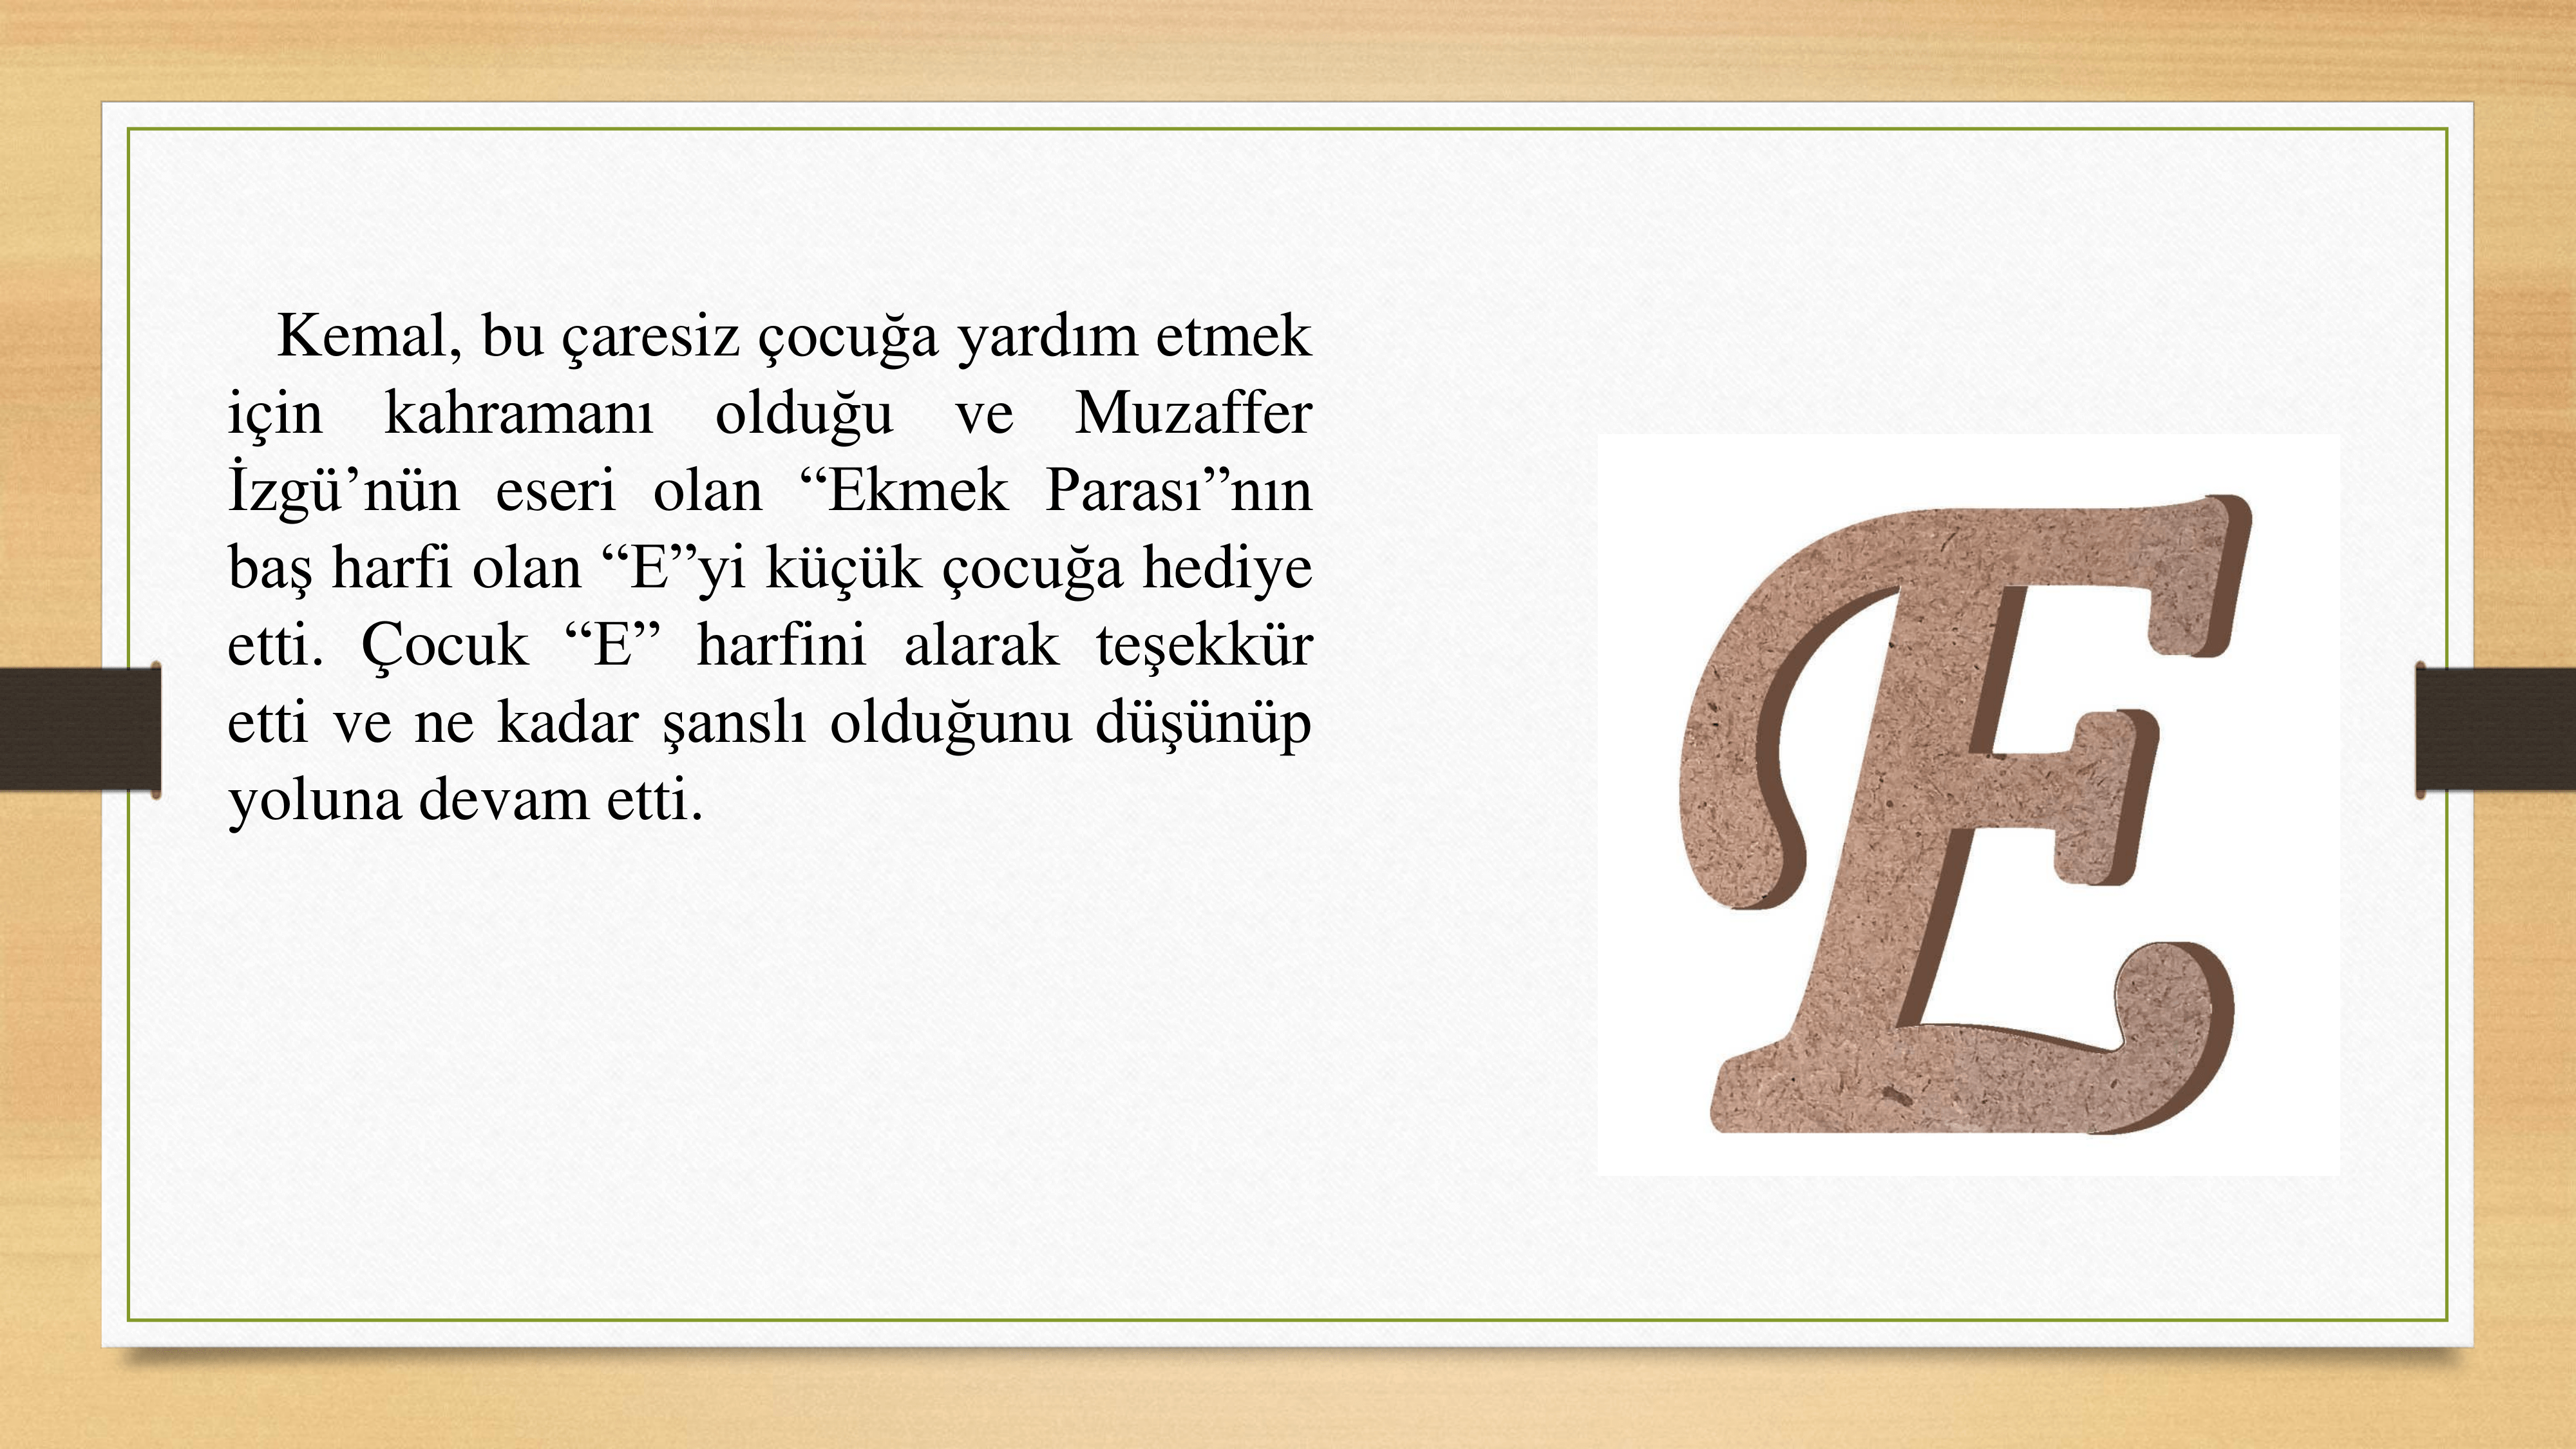 Kemal, bu çaresiz çocuğa yardım etmek
için kahramanı olduğu ve Muzaffer
İzgü’nün eseri olan “Ekmek Parası”nın
baş harfi olan “E”yi küçük çocuğa hediye
etti. Çocuk “E” harfini alarak teşekkür
etti ve ne kadar şanslı olduğunu düşünüp
yoluna devam etti.
E